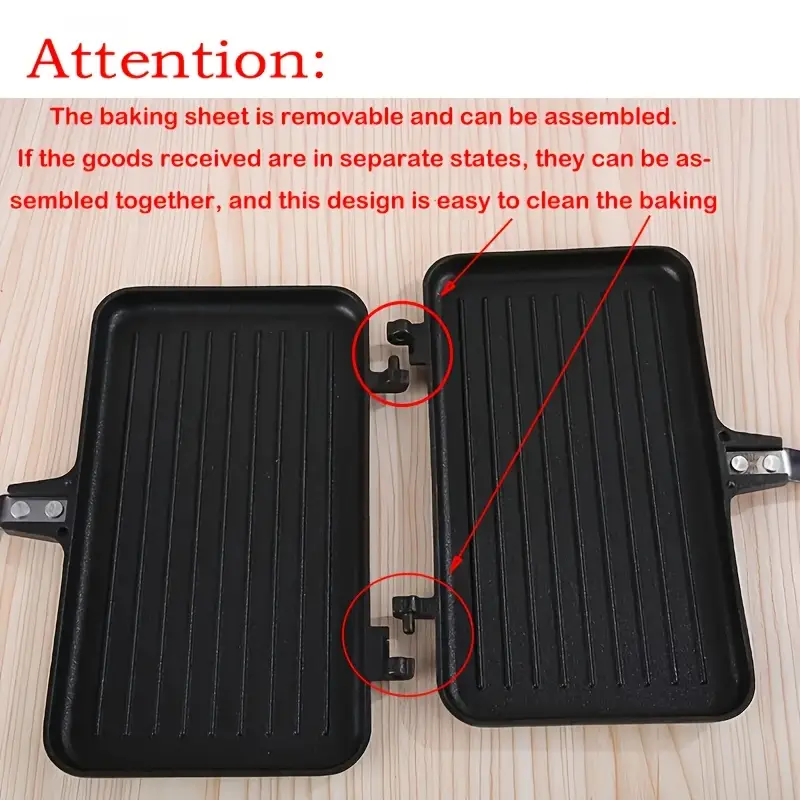 Attention:
The baking sheet is removable and can be assembled.
If the goods received are in separate states, they can be as-
sembled together, and this design is easy to clean the baking